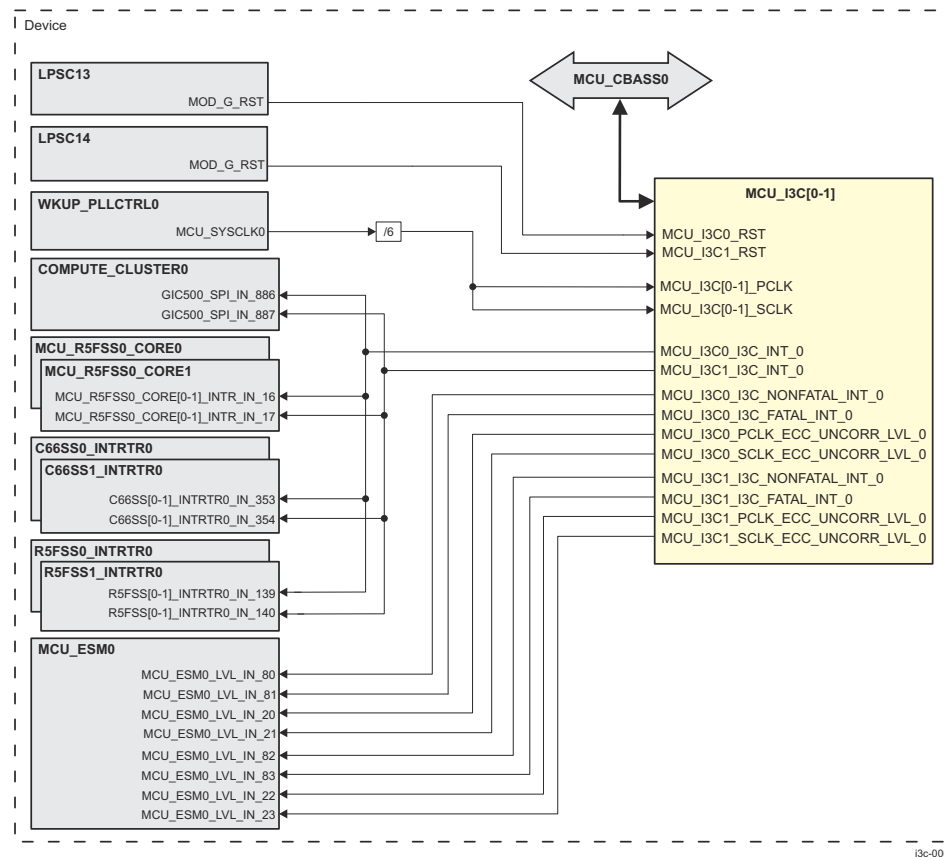 Device
LPSC13
MOD_G_RST
LPSC14
MOD_G_RST
WKUP_PLLCTRL0
MCU_SYSCLK0
/6
COMPUTE_CLUSTER0
GIC500_SPI_IN_886
GIC500_SPI_IN_887
MCU_R5FSS0_CORE0
MCU_R5FSS0_CORE1
MCU_R5FSS0_CORE[0-1]_INTR_IN_16
MCU_R5FSS0_CORE[0-1]_INTR_IN_17
C66SS0_INTRTR0
C66SS1_INTRTR0
C66SS[0-1]_INTRTR0_IN_353
C66SS[0-1]_INTRTR0_IN_354
R5FSS0_INTRTR0
R5FSS1_INTRTR0
R5FSS[0-1]_INTRTR0_IN_139
R5FSS[0-1]_INTRTR0_IN_140
MCU_ESM0
MCU_ESM0_LVL_IN_80
MCU_ESM0_LVL_IN_81
MCU_ESM0_LVL_IN_20
MCU_ESM0_LVL_IN_21
MCU_ESM0_LVL_IN_82
MCU_ESM0_LVL_IN_83
MCU_ESM0_LVL_IN_22
MCU_ESM0_LVL_IN_23
MCU_CBASS0
MCU_I3C[0-1]
MCU_I3C0_RST
MCU_I3C1_RST
MCU_I3C[0-1]_PCLK
MCU_I3C[0-1]_SCLK
MCU_I3C0_I3C_INT_0
MCU_I3C1_I3C_INT_0
MCU_I3C0_I3C_NONFATAL_INT_0
MCU_I3C0_I3C_FATAL_INT_0
MCU_I3C0_PCLK_ECC_UNCORR_LVL_0
MCU_I3C0_SCLK_ECC_UNCORR_LVL_0
MCU_I3C1_I3C_NONFATAL_INT_0
MCU_I3C1_I3C_FATAL_INT_0
MCU_I3C1_PCLK_ECC_UNCORR_LVL_0
MCU_I3C1_SCLK_ECC_UNCORR_LVL_0
i3c-00